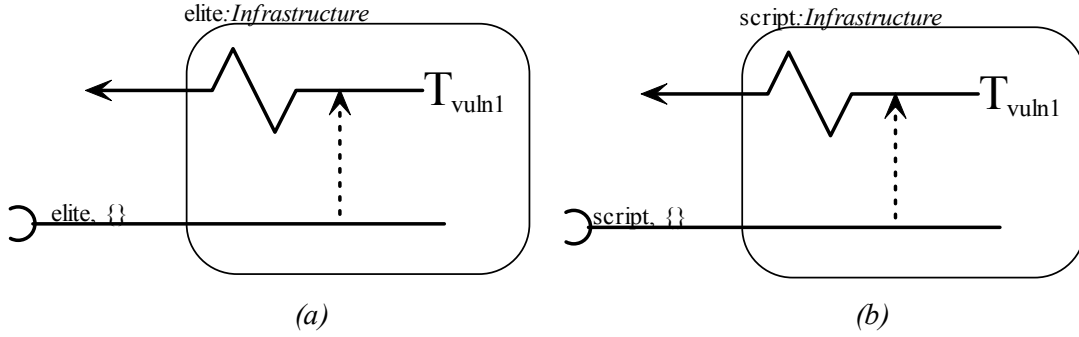 elite:Infrastructure
script:Infrastructure
T vuln1
T vuln1
elite, {}
script, {}
(a)
(b)